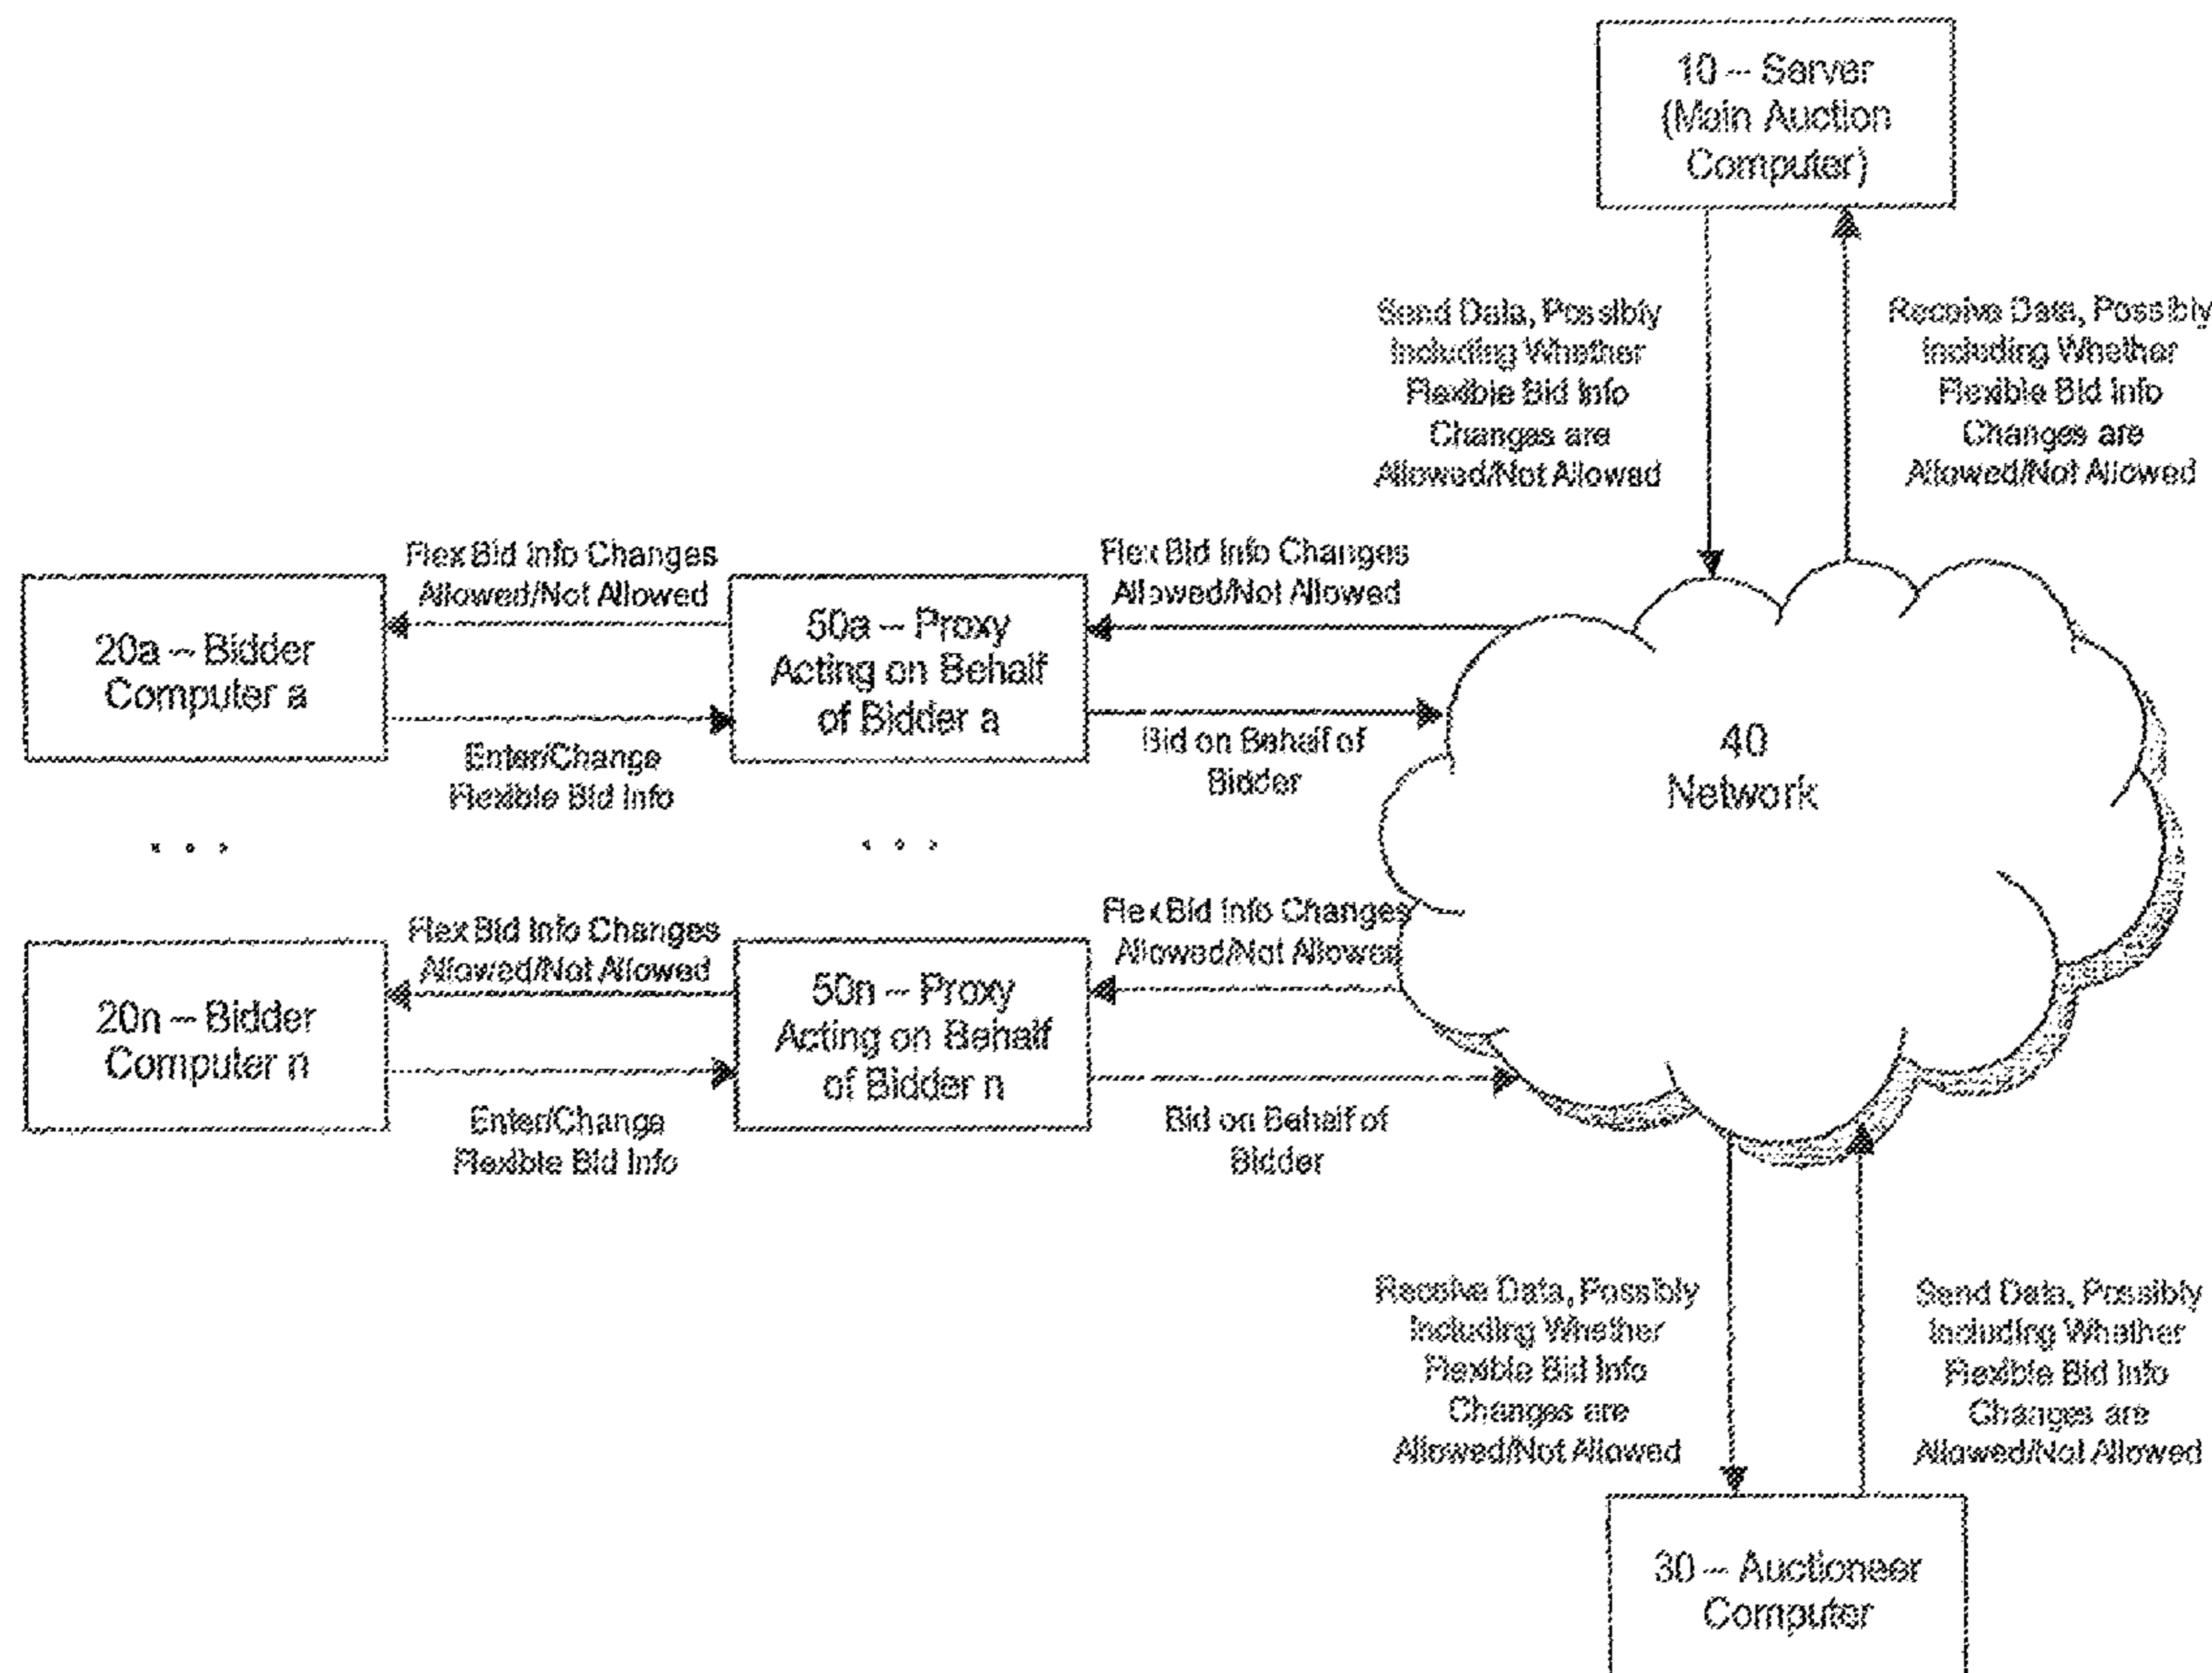 10 -- Server
(Main Auction
Computer)
Send Data, Possibly
Including Whether
Flexible Bid Info
Changes are
Allowed/Not Allowed
Receive Data, Possibly
Including Whether
Flexible Bid Info
Changes are
Allowed/Not Allowed
Flex Bid Info Changes
Allowed/Not Allowed
Flex Bid Info Changes
Allowed/Not Allowed
20a -- Bidder
Computer a
50a -- Proxy
Acting on Behalf
of Bidder a
Enter/Change
Flexible Bid Info
Bid on Behalf of
Bidder
40
Network
. . .
. . .
Flex Bid Info Changes
Allowed/Not Allowed
Flex Bid Info Changes
Allowed/Not Allowed
20n -- Bidder
Computer n
50n -- Proxy
Acting on Behalf
of Bidder n
Enter/Change
Flexible Bid Info
Bid on Behalf of
Bidder
Receive Data, Possibly
Including Whether
Flexible Bid Info
Changes are
Allowed/Not Allowed
Send Data, Possibly
Including Whether
Flexible Bid Info
Changes are
Allowed/Not Allowed
30 -- Auctioneer
Computer